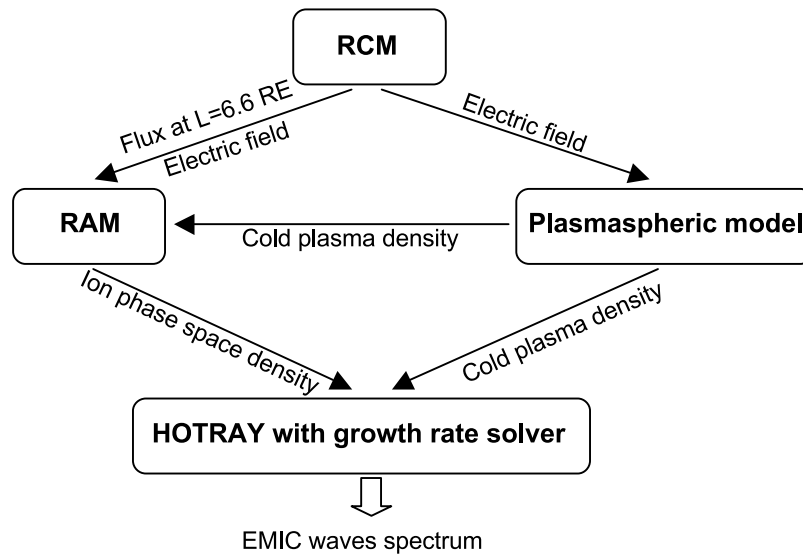 RCM
Flux at L=6.6 RE
Electric field
Electric field
RAM
Cold plasma density
Plasmaspheric model
Ion phase space
density
Cold plasma density
HOTRAY with growth rate solver
EMIC waves spectrum